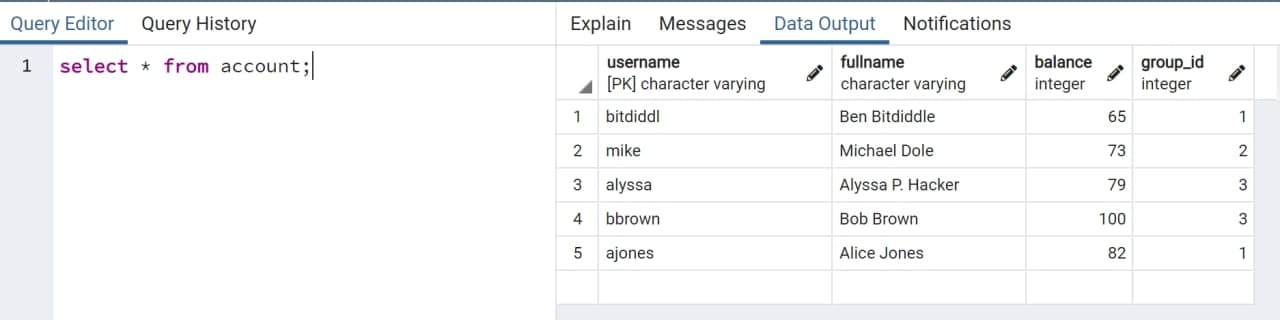 Query Editor Query History
1 select * from account;
Explain Messages Data Output Notifications
username fullname balance group_id
[PK] character varying character varying integer integer
1 bitdiddl Ben Bitdiddle 65 1
2 mike Michael Dole 73 2
3 alyssa Alyssa P. Hacker 79 3
4 bbrown Bob Brown 100 3
5 ajones Alice Jones 82 1